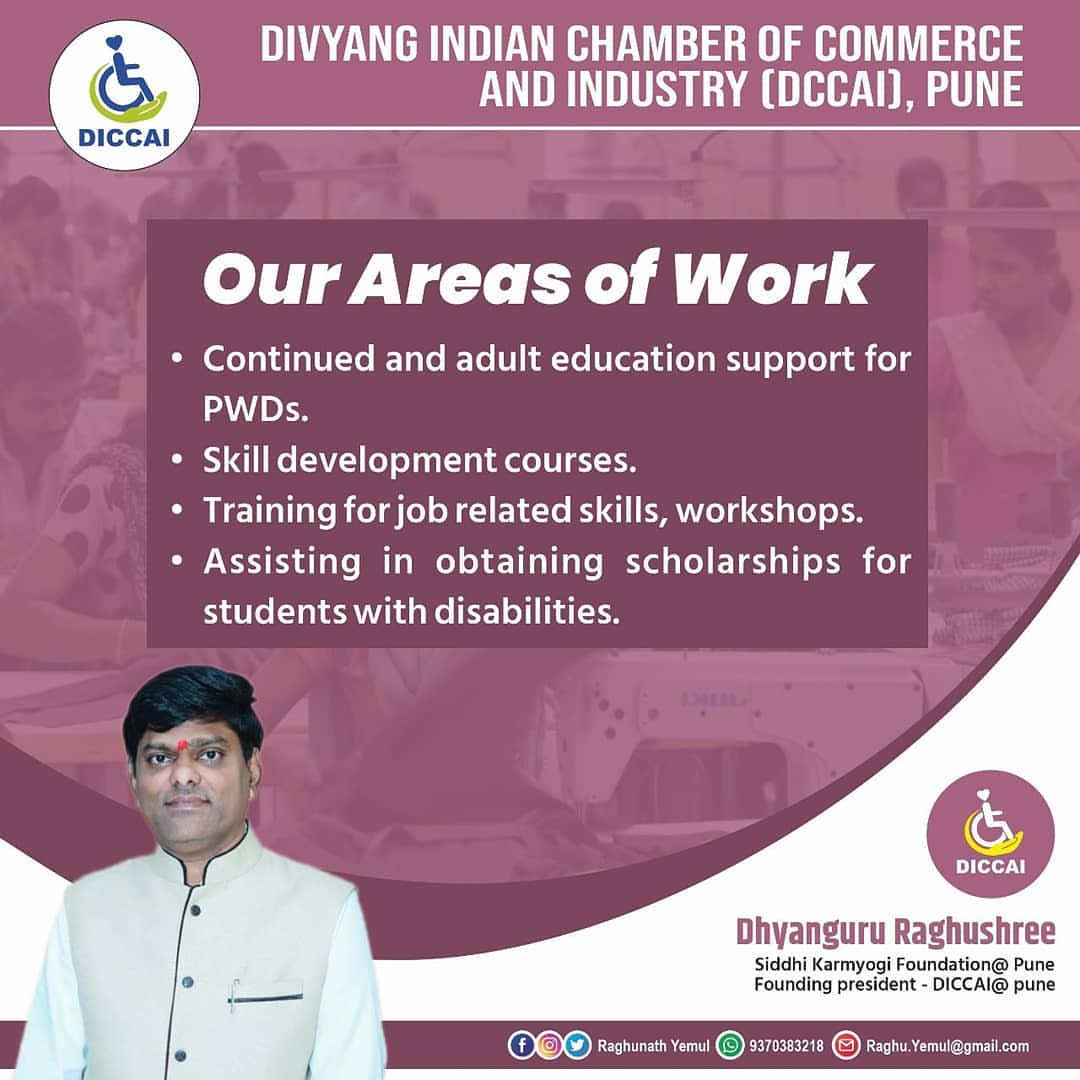 DICCAI
DIVYANG INDIAN CHAMBER OF COMMERCE
AND INDUSTRY (DCCAI), PUNE
Our Areas of Work
• Continued and adult education support for
PWDs.
• Skill development courses.
• Training for job related skills, workshops.
• Assisting in obtaining scholarships for
students with disabilities.
DICCAI
Dhyanguru Raghushree
Siddhi Karmyogi Foundation@ Pune
Founding president - DICCAI@ pune
Raghunath Yemul 9370383218 Raghu.Yemul@gmail.com